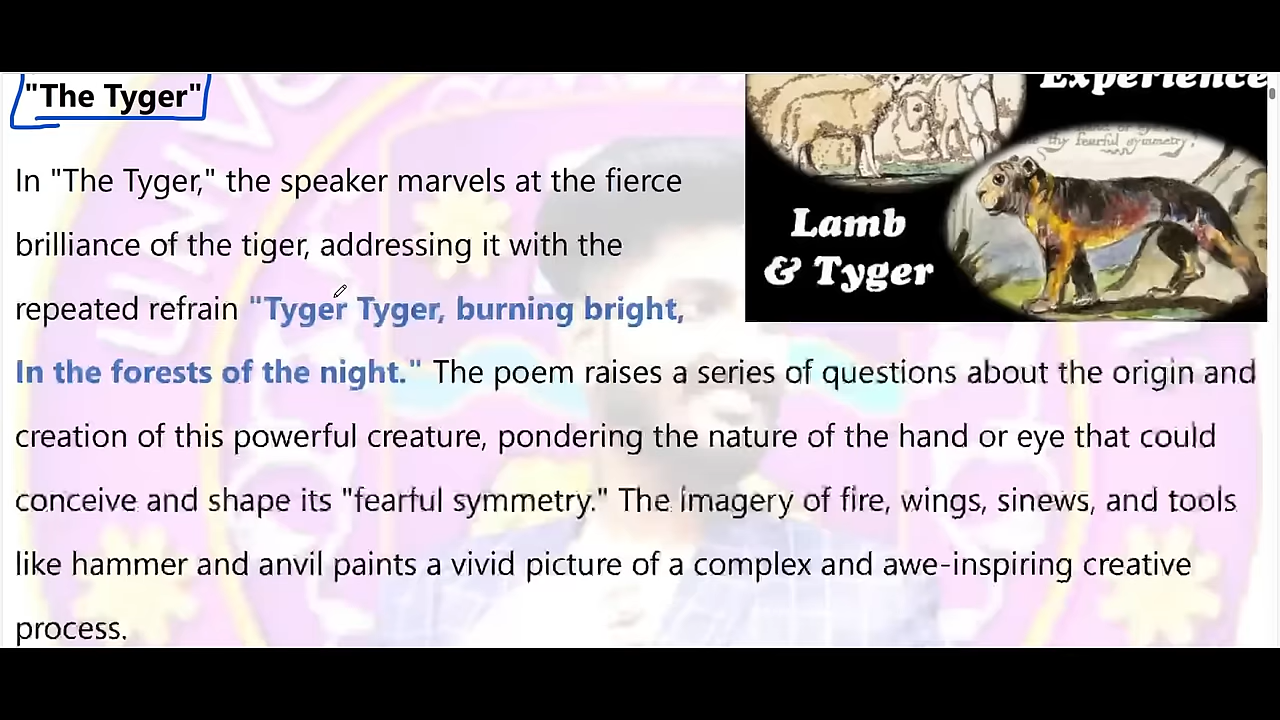 "The Tyger"
Experience
thy fearful symmetry,
Lamb
& Tyger
In "The Tyger," the speaker marvels at the fierce
brilliance of the tiger, addressing it with the
repeated refrain "Tyger Tyger, burning bright,
In the forests of the night." The poem raises a series of questions about the origin and
creation of this powerful creature, pondering the nature of the hand or eye that could
conceive and shape its "fearful symmetry." The imagery of fire, wings, sinews, and tools
like hammer and anvil paints a vivid picture of a complex and awe-inspiring creative
process.